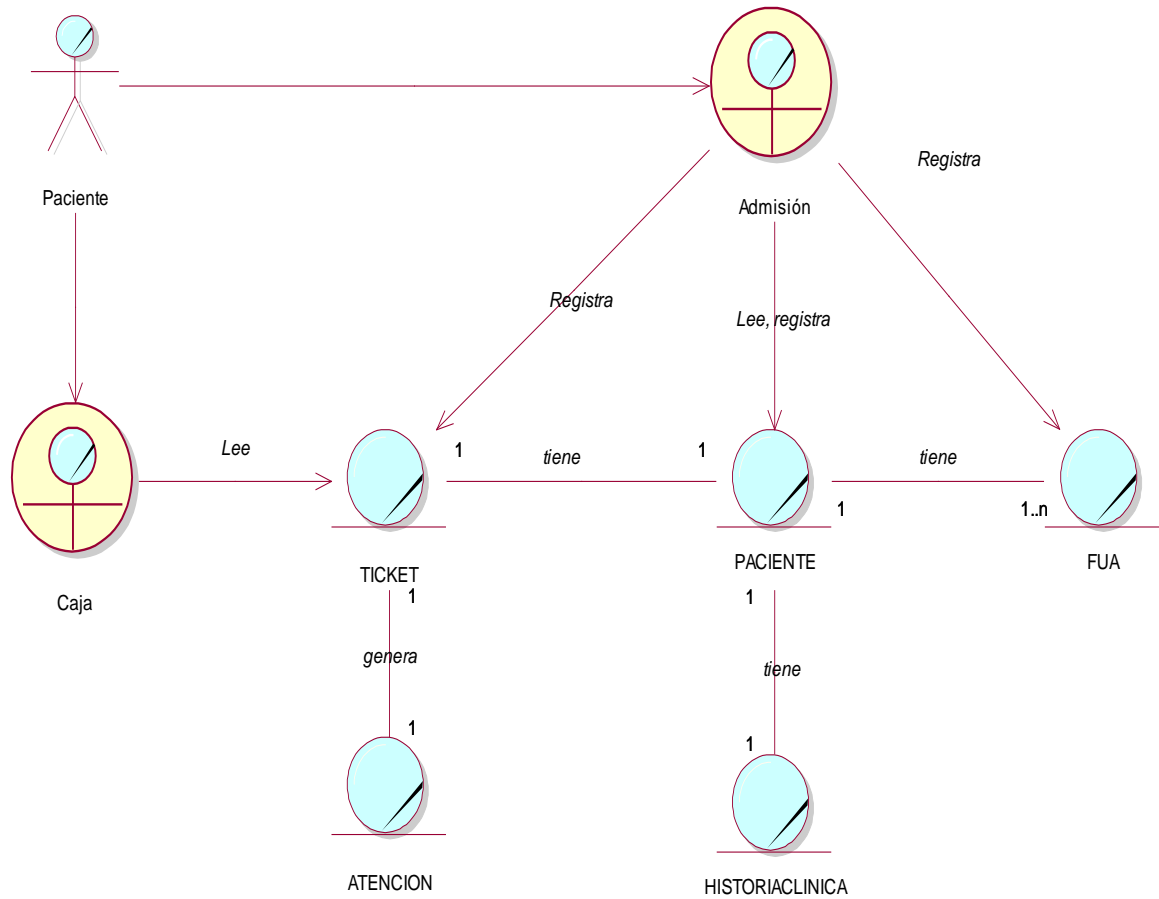 Registra
Paciente
Admisión
Registra
Lee, registra
Lee
1
tiene
1
tiene
1
1..n
TICKET
PACIENTE
FUA
Caja
1
1
genera
tiene
1
1
ATENCION
HISTORIACLINICA